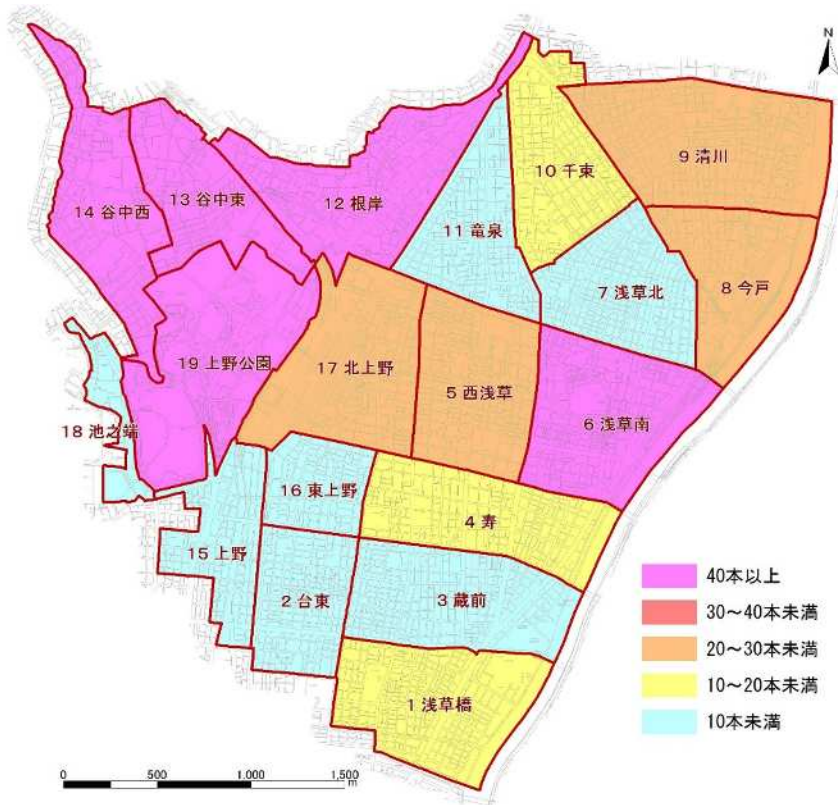 N
9 清川
10 千束
13 谷中東
12 根岸
14 谷中西
11 竜泉
7 浅草北
8 今戸
19 上野公園
17 北上野
5 西浅草
6 浅草南
18 池之端
16 東上野
4 寿
15 上野
2 台東
3 蔵前
1 浅草橋
40本以上
30～40本未満
20～30本未満
10～20本未満
10本未満
0 500 1,000 1,500
m